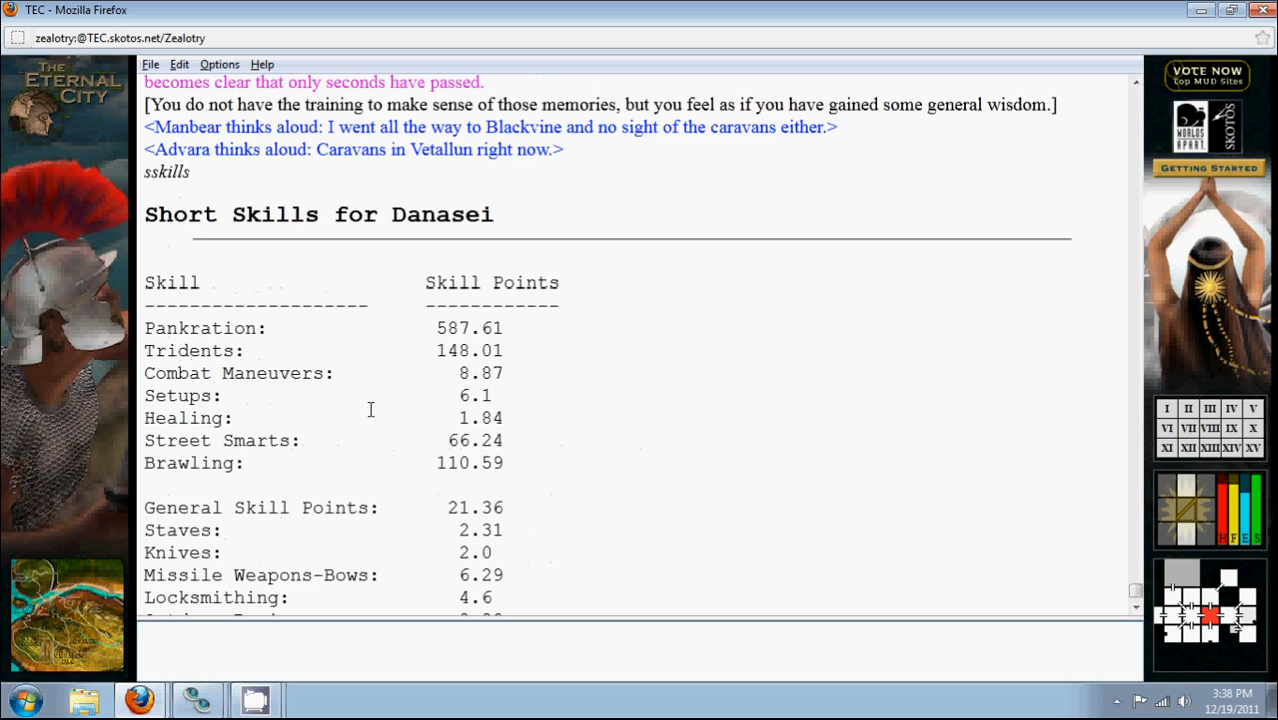 TEC - Mozilla Firefox
zealotry:@TEC.skotos.net/Zealotry
THE ETERNAL CITY
File Edit Options Help
becomes clear that only seconds have passed.
[You do not have the training to make sense of those memories, but you feel as if you have gained some general wisdom.]
<Manbear thinks aloud: I went all the way to Blackvine and no sight of the caravans either.>
<Advara thinks aloud: Caravans in Vetallun right now.>
sskills
Short Skills for Danasei
Skill Skill Points
-------------------- ------------
Pankration: 587.61
Tridents: 148.01
Combat Maneuvers: 8.87
Setups: 6.1
Healing: 1.84
Street Smarts: 66.24
Brawling: 110.59
General Skill Points: 21.36
Staves: 2.31
Knives: 2.0
Missile Weapons-Bows: 6.29
Locksmithing: 4.6
VOTE NOW
Top MUD Sites
WORLDS APART
SKOTOS
GETTING STARTED
I II III IV V
VI VII VIII IX X
XI XII XIII XIV XV
H F E S
3:38 PM
12/19/2011